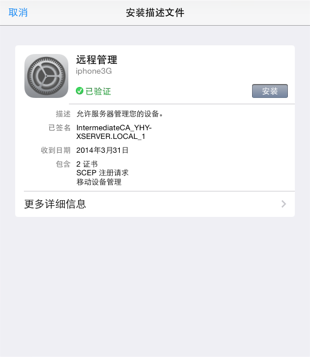 取消 安装描述文件
远程管理
iphone3G
已验证 安装
描述 允许服务器管理您的设备。
已签名 IntermediateCA_YHY-
XSERVER.LOCAL_1
收到日期 2014年3月31日
包含 2 证书
SCEP 注册请求
移动设备管理
更多详细信息